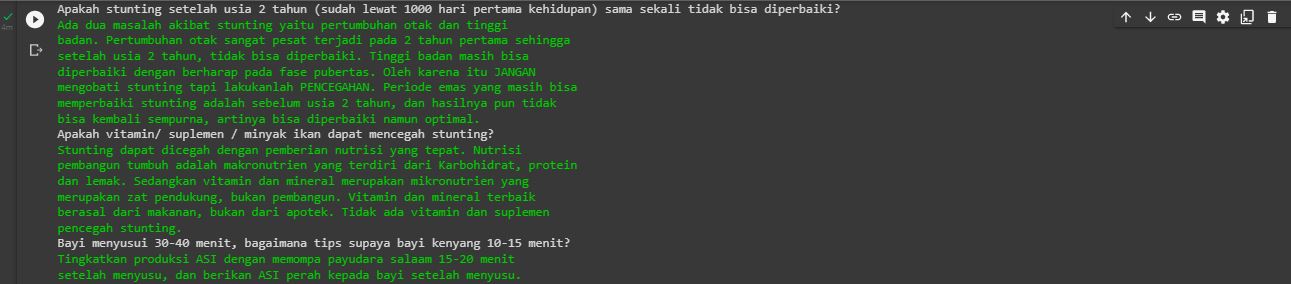 Apakah stunting setelah usia 2 tahun (sudah lewat 1000 hari pertama kehidupan) sama sekali tidak bisa diperbaiki?
Ada dua masalah akibat stunting yaitu pertumbuhan otak dan tinggi
badan. Pertumbuhan otak sangat pesat terjadi pada 2 tahun pertama sehingga
setelah usia 2 tahun, tidak bisa diperbaiki. Tinggi badan masih bisa
diperbaiki dengan berharap pada fase pubertas. Oleh karena itu JANGAN
mengobati stunting tapi lakukanlah PENCEGAHAN. Periode emas yang masih bisa
memperbaiki stunting adalah sebelum usia 2 tahun, dan hasilnya pun tidak
bisa kembali sempurna, artinya bisa diperbaiki namun optimal.
Apakah vitamin/ suplemen / minyak ikan dapat mencegah stunting?
Stunting dapat dicegah dengan pemberian nutrisi yang tepat. Nutrisi
pembangun tumbuh adalah makronutrien yang terdiri dari Karbohidrat, protein
dan lemak. Sedangkan vitamin dan mineral merupakan mikronutrien yang
merupakan zat pendukung, bukan pembangun. Vitamin dan mineral terbaik
berasal dari makanan, bukan dari apotek. Tidak ada vitamin dan suplemen
pencegah stunting.
Bayi menyusui 30-40 menit, bagaimana tips supaya bayi kenyang 10-15 menit?
Tingkatkan produksi ASI dengan memompa payudara salaam 15-20 menit
setelah menyusu, dan berikan ASI perah kepada bayi setelah menyusu.
4m